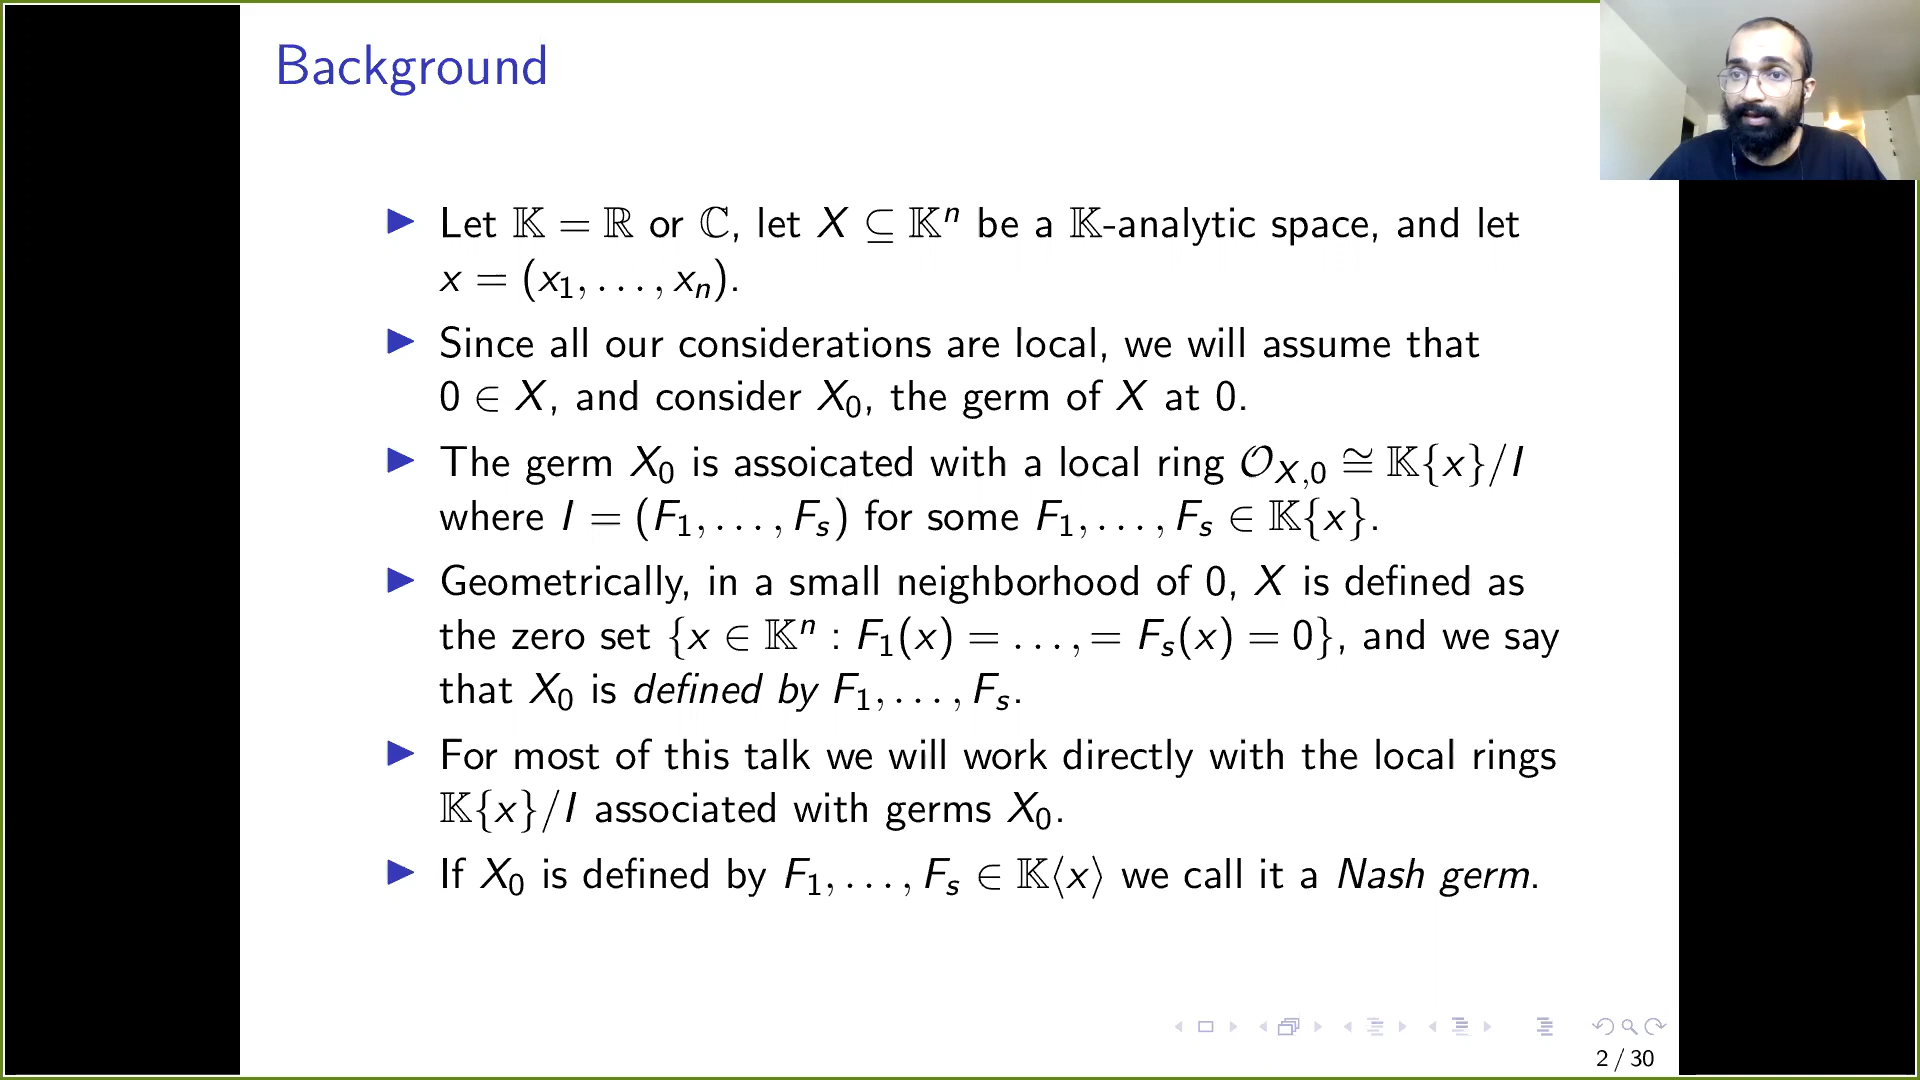 Background
▶ Let 𝕂 = ℝ or ℂ, let X ⊆ 𝕂ⁿ be a 𝕂-analytic space, and let
x = (x₁, . . . , xₙ).
▶ Since all our considerations are local, we will assume that
0 ∈ X, and consider X₀, the germ of X at 0.
▶ The germ X₀ is assoicated with a local ring 𝒪_{X,0} ≅ 𝕂{x}/I
where I = (F₁, . . . , Fₛ) for some F₁, . . . , Fₛ ∈ 𝕂{x}.
▶ Geometrically, in a small neighborhood of 0, X is defined as
the zero set {x ∈ 𝕂ⁿ : F₁(x) = . . . , = Fₛ(x) = 0}, and we say
that X₀ is defined by F₁, . . . , Fₛ.
▶ For most of this talk we will work directly with the local rings
𝕂{x}/I associated with germs X₀.
▶ If X₀ is defined by F₁, . . . , Fₛ ∈ 𝕂⟨x⟩ we call it a Nash germ.
2 / 30